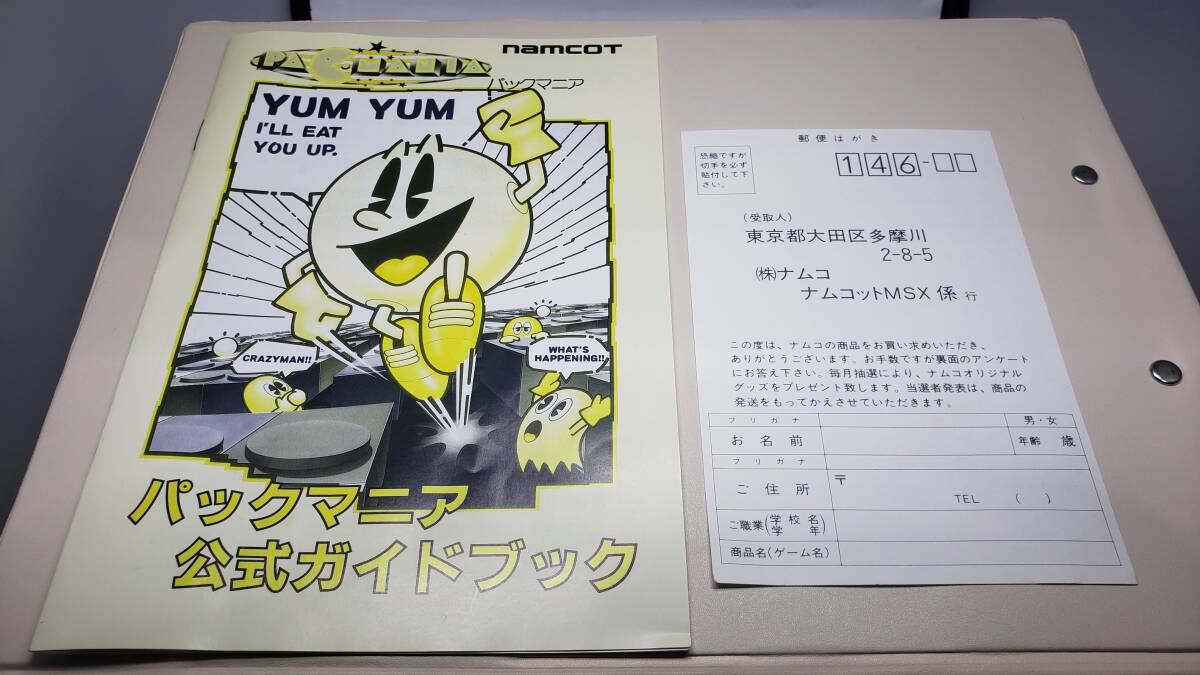 PAC-MANIA
namcoT
パックマニア
YUM YUM
I'LL EAT
YOU UP.
CRAZYMAN!!
WHAT'S
HAPPENING!!
パックマニア
公式ガイドブック
郵便はがき
恐縮ですが
切手を必ず
貼付して下
さい。
146-
(受取人)
東京都大田区多摩川
2-8-5
㈱ナムコ
ナムコットMSX係 行
この度は、ナムコの商品をお買い求めいただき、
ありがとうございます。お手数ですが裏面のアンケート
にお答え下さい。毎月抽選により、ナムコオリジナル
グッズをプレゼント致します。当選者発表は、商品の
発送をもってかえさせていただきます。
フリガナ
男・女
お名前
年齢 歳
フリガナ
ご住所
〒
TEL ( )
ご職業(学校名 学年)
商品名(ゲーム名)